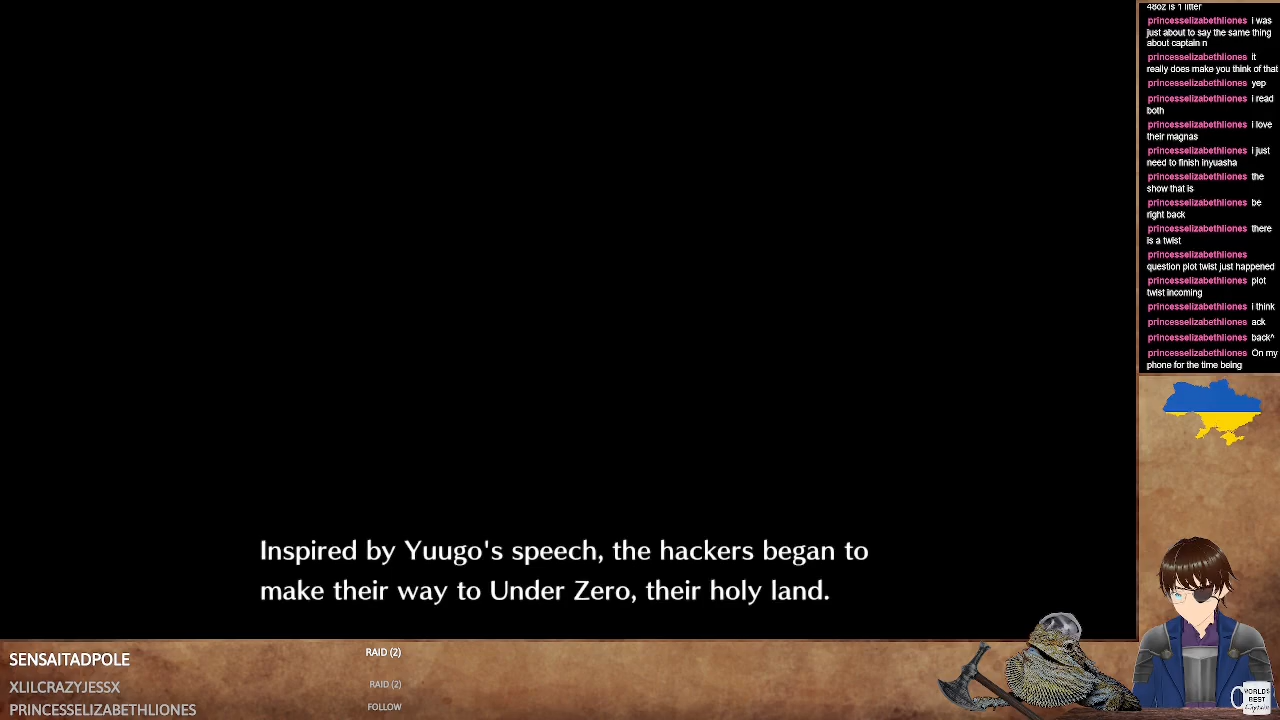 48oz is 1 litter
princesselizabethliones i was
just about to say the same thing
about captain n
princesselizabethliones it
really does make you think of that
princesselizabethliones yep
princesselizabethliones i read
both
princesselizabethliones i love
their magnas
princesselizabethliones i just
need to finish inyuasha
princesselizabethliones the
show that is
princesselizabethliones be
right back
princesselizabethliones there
is a twist
princesselizabethliones
question plot twist just happened
princesselizabethliones plot
twist incoming
princesselizabethliones i think
princesselizabethliones ack
princesselizabethliones back^
princesselizabethliones On my
phone for the time being
Inspired by Yuugo's speech, the hackers began to
make their way to Under Zero, their holy land.
SENSAITADPOLE
RAID (2)
XLILCRAZYJESSX
RAID (2)
PRINCESSELIZABETHLIONES
FOLLOW
WORLD'S
BEST
Captain